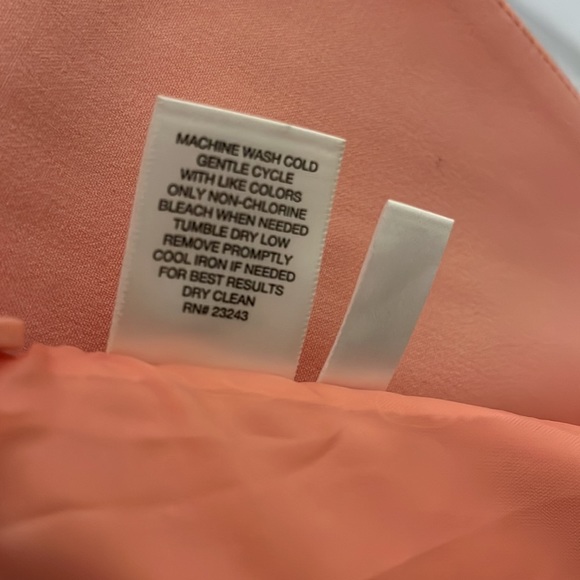 MACHINE WASH COLD
GENTLE CYCLE
WITH LIKE COLORS
ONLY NON-CHLORINE
BLEACH WHEN NEEDED
TUMBLE DRY LOW
REMOVE PROMPTLY
COOL IRON IF NEEDED
FOR BEST RESULTS
DRY CLEAN
RN# 23243